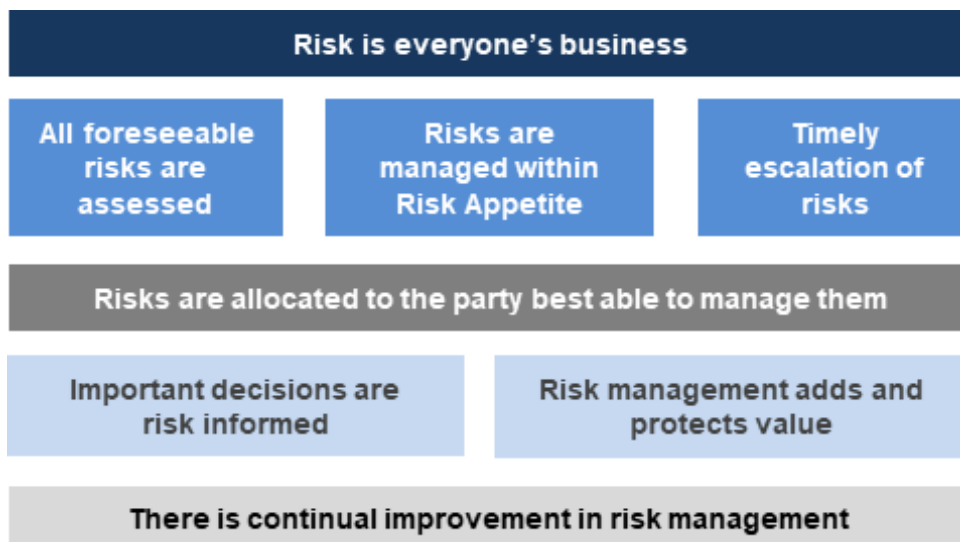 Risk is everyone’s business
All foreseeable
risks are
assessed
Risks are
managed within
Risk Appetite
Timely
escalation of
risks
Risks are allocated to the party best able to manage them
Important decisions are
risk informed
Risk management adds and
protects value
There is continual improvement in risk management